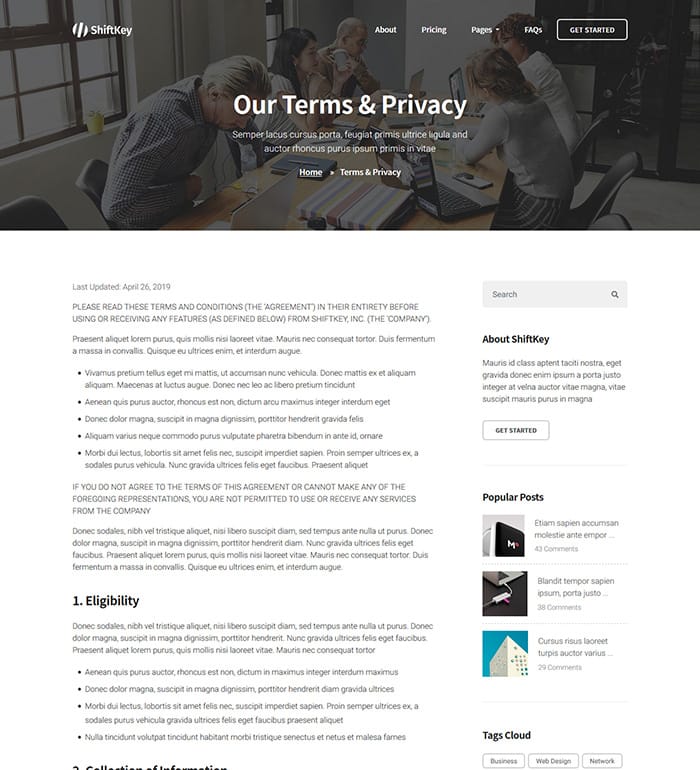 ShiftKey
About
Pricing
Pages
FAQs
GET STARTED
Our Terms & Privacy
Semper lacus cursus porta, feugiat primis ultrice ligula and
auctor rhoncus purus ipsum primis in vitae
Home » Terms & Privacy
Last Updated: April 26, 2019
PLEASE READ THESE TERMS AND CONDITIONS (THE 'AGREEMENT') IN THEIR ENTIRETY BEFORE
USING OR RECEIVING ANY FEATURES (AS DEFINED BELOW) FROM SHIFTKEY, INC. (THE 'COMPANY').
Praesent aliquet lorem purus, quis mollis nisi laoreet vitae. Mauris nec consequat tortor. Duis fermentum
a massa in convallis. Quisque eu ultrices enim, et interdum augue.
• Vivamus pretium tellus eget mi mattis, ut accumsan nunc vehicula. Donec mattis ex et aliquam
aliquam. Maecenas at luctus augue. Donec nec leo ac libero pretium tincidunt
• Aenean quis purus auctor, rhoncus est non, dictum arcu maximus integer interdum eget
• Donec dolor magna, suscipit in magna dignissim, porttitor hendrerit gravida felis
• Aliquam varius neque commodo purus vulputate pharetra bibendum in ante id, ornare
• Morbi dui lectus, lobortis sit amet felis nec, suscipit imperdiet sapien. Proin semper ultrices ex, a
sodales purus vehicula. Nunc gravida ultrices felis eget faucibus. Praesent aliquet
IF YOU DO NOT AGREE TO THE TERMS OF THIS AGREEMENT OR CANNOT MAKE ANY OF THE
FOREGOING REPRESENTATIONS, YOU ARE NOT PERMITTED TO USE OR RECEIVE ANY SERVICES
FROM THE COMPANY
Donec sodales, nibh vel tristique aliquet, nisi libero suscipit diam, sed tempus ante nulla ut purus. Donec
dolor magna, suscipit in magna dignissim, porttitor hendrerit diam. Nunc gravida ultrices felis eget
faucibus. Praesent aliquet lorem purus, quis mollis nisi laoreet vitae. Mauris nec consequat tortor. Duis
fermentum a massa in convallis. Quisque eu ultrices enim, et interdum augue.
1. Eligibility
Donec sodales, nibh vel tristique aliquet, nisi libero suscipit diam, sed tempus ante nulla ut purus. Donec
dolor magna, suscipit in magna dignissim, porttitor hendrerit. Nunc gravida ultrices felis eget faucibus.
Praesent aliquet lorem purus, quis mollis nisi laoreet vitae. Mauris nec consequat tortor
• Aenean quis purus auctor, rhoncus est non, dictum in maximus integer interdum maximus
• Donec dolor magna, suscipit in magna dignissim, porttitor hendrerit diam gravida ultrices
• Morbi dui lectus, lobortis sit amet felis nec, suscipit imperdiet sapien. Proin semper ultrices ex, a
sodales purus vehicula gravida ultrices felis eget faucibus praesent aliquet
• Nulla tincidunt volutpat tincidunt habitant morbi tristique senectus et netus et malesa fames
2. Collection of Information
Search
About ShiftKey
Mauris id class aptent taciti nostra, eget
gravida donec enim ipsum a porta justo
integer at velna auctor vitae magna, vitae
suscipit mauris purus in magna
GET STARTED
Popular Posts
Etiam sapien accumsan
molestie ante empor ...
43 Comments
Blandit tempor sapien
ipsum, porta justo ...
38 Comments
Cursus risus laoreet
turpis auctor varius ...
29 Comments
Tags Cloud
Business
Web Design
Network